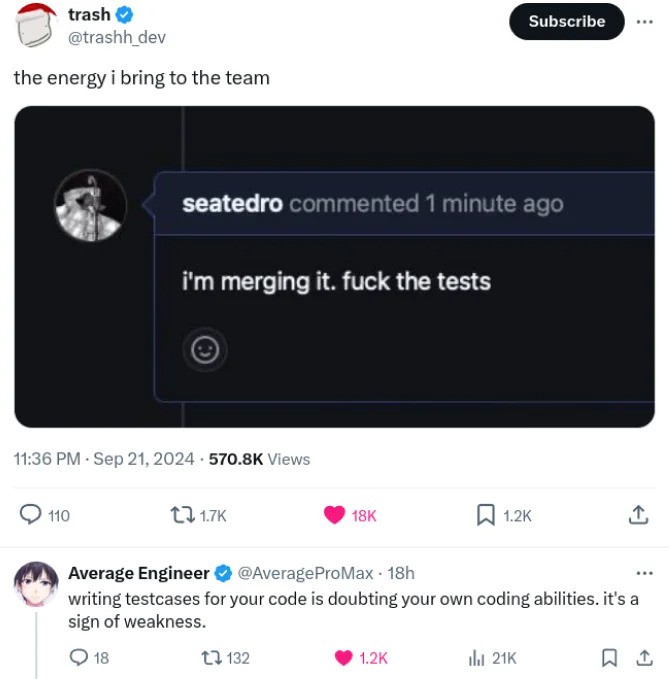 trash
Subscribe
@trashh_dev
the energy i bring to the team
seatedro commented 1 minute ago
i'm merging it. fuck the tests
11:36 PM · Sep 21, 2024 · 570.8K Views
110 1.7K 18K 1.2K
Average Engineer @AverageProMax · 18h
writing testcases for your code is doubting your own coding abilities. it's a
sign of weakness.
18 132 1.2K 21K